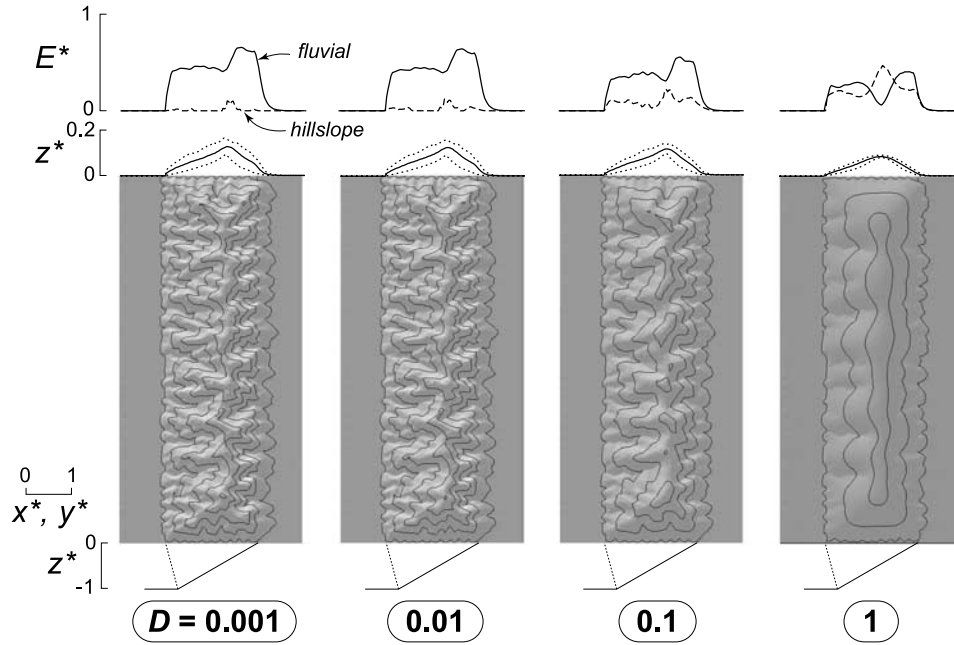 1
E*
fluvial
0
hillslope
0.2
z*
0
0 1
x*, y*
0
z*
-1
D = 0.001
0.01
0.1
1